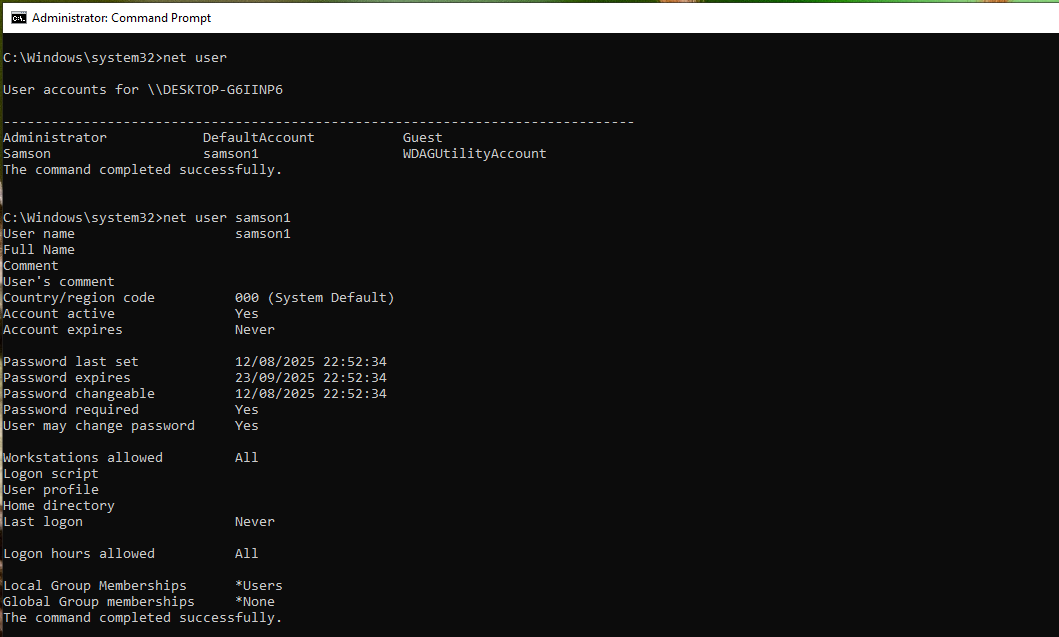 Administrator: Command Prompt
C:\Windows\system32>net user
User accounts for \\DESKTOP-G6IINP6
-------------------------------------------------------------------------------
Administrator            DefaultAccount           Guest
Samson                   samson1                  WDAGUtilityAccount
The command completed successfully.
C:\Windows\system32>net user samson1
User name                    samson1
Full Name
Comment
User's comment
Country/region code          000 (System Default)
Account active               Yes
Account expires              Never
Password last set            12/08/2025 22:52:34
Password expires             23/09/2025 22:52:34
Password changeable          12/08/2025 22:52:34
Password required            Yes
User may change password     Yes
Workstations allowed         All
Logon script
User profile
Home directory
Last logon                   Never
Logon hours allowed          All
Local Group Memberships      *Users
Global Group memberships     *None
The command completed successfully.